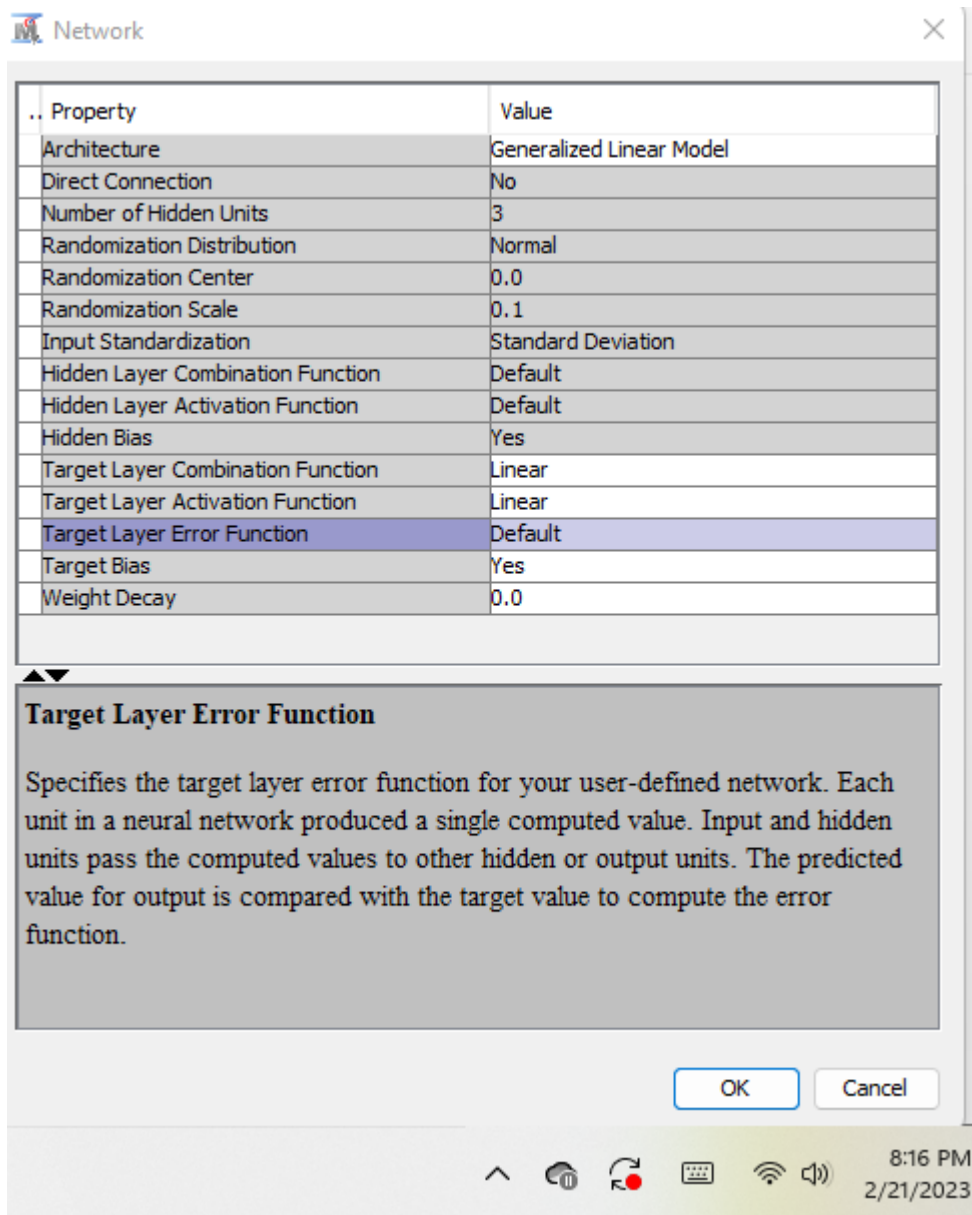 Network
.. Property Value
Architecture Generalized Linear Model
Direct Connection No
Number of Hidden Units 3
Randomization Distribution Normal
Randomization Center 0.0
Randomization Scale 0.1
Input Standardization Standard Deviation
Hidden Layer Combination Function Default
Hidden Layer Activation Function Default
Hidden Bias Yes
Target Layer Combination Function Linear
Target Layer Activation Function Linear
Target Layer Error Function Default
Target Bias Yes
Weight Decay 0.0
Target Layer Error Function
Specifies the target layer error function for your user-defined network. Each
unit in a neural network produced a single computed value. Input and hidden
units pass the computed values to other hidden or output units. The predicted
value for output is compared with the target value to compute the error
function.
OK Cancel
8:16 PM
2/21/2023